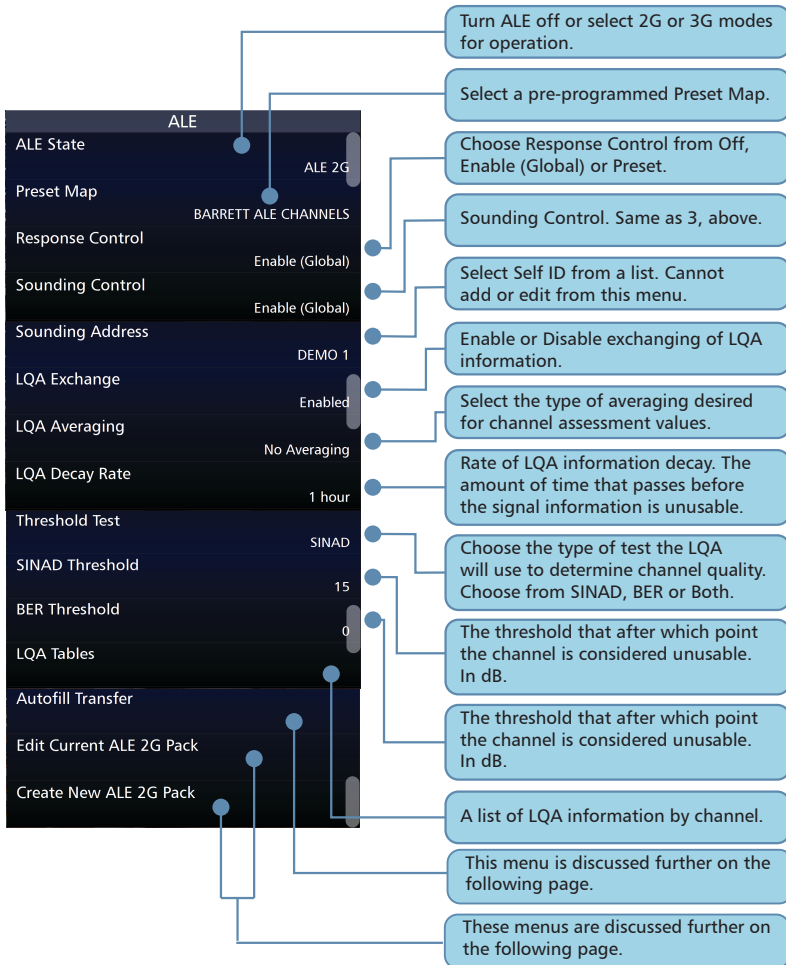 ALE
ALE State
ALE 2G
Preset Map
BARRETT ALE CHANNELS
Response Control
Enable (Global)
Sounding Control
Enable (Global)
Sounding Address
DEMO 1
LQA Exchange
Enabled
LQA Averaging
No Averaging
LQA Decay Rate
1 hour
Threshold Test
SINAD
SINAD Threshold
15
BER Threshold
0
LQA Tables
Autofill Transfer
Edit Current ALE 2G Pack
Create New ALE 2G Pack
Turn ALE off or select 2G or 3G modes
for operation.
Select a pre-programmed Preset Map.
Choose Response Control from Off,
Enable (Global) or Preset.
Sounding Control. Same as 3, above.
Select Self ID from a list. Cannot
add or edit from this menu.
Enable or Disable exchanging of LQA
information.
Select the type of averaging desired
for channel assessment values.
Rate of LQA information decay. The
amount of time that passes before
the signal information is unusable.
Choose the type of test the LQA
will use to determine channel quality.
Choose from SINAD, BER or Both.
The threshold that after which point
the channel is considered unusable.
In dB.
The threshold that after which point
the channel is considered unusable.
In dB.
A list of LQA information by channel.
This menu is discussed further on the
following page.
These menus are discussed further on
the following page.